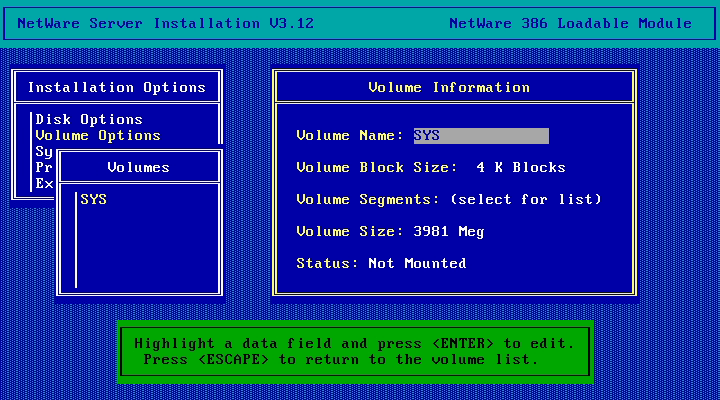 NetWare Server Installation V3.12 NetWare 386 Loadable Module
Installation Options
Disk Options
Volume Options
Sy
Pr
Ex
Volumes
SYS
Volume Information
Volume Name: SYS
Volume Block Size: 4 K Blocks
Volume Segments: (select for list)
Volume Size: 3981 Meg
Status: Not Mounted
Highlight a data field and press <ENTER> to edit.
Press <ESCAPE> to return to the volume list.